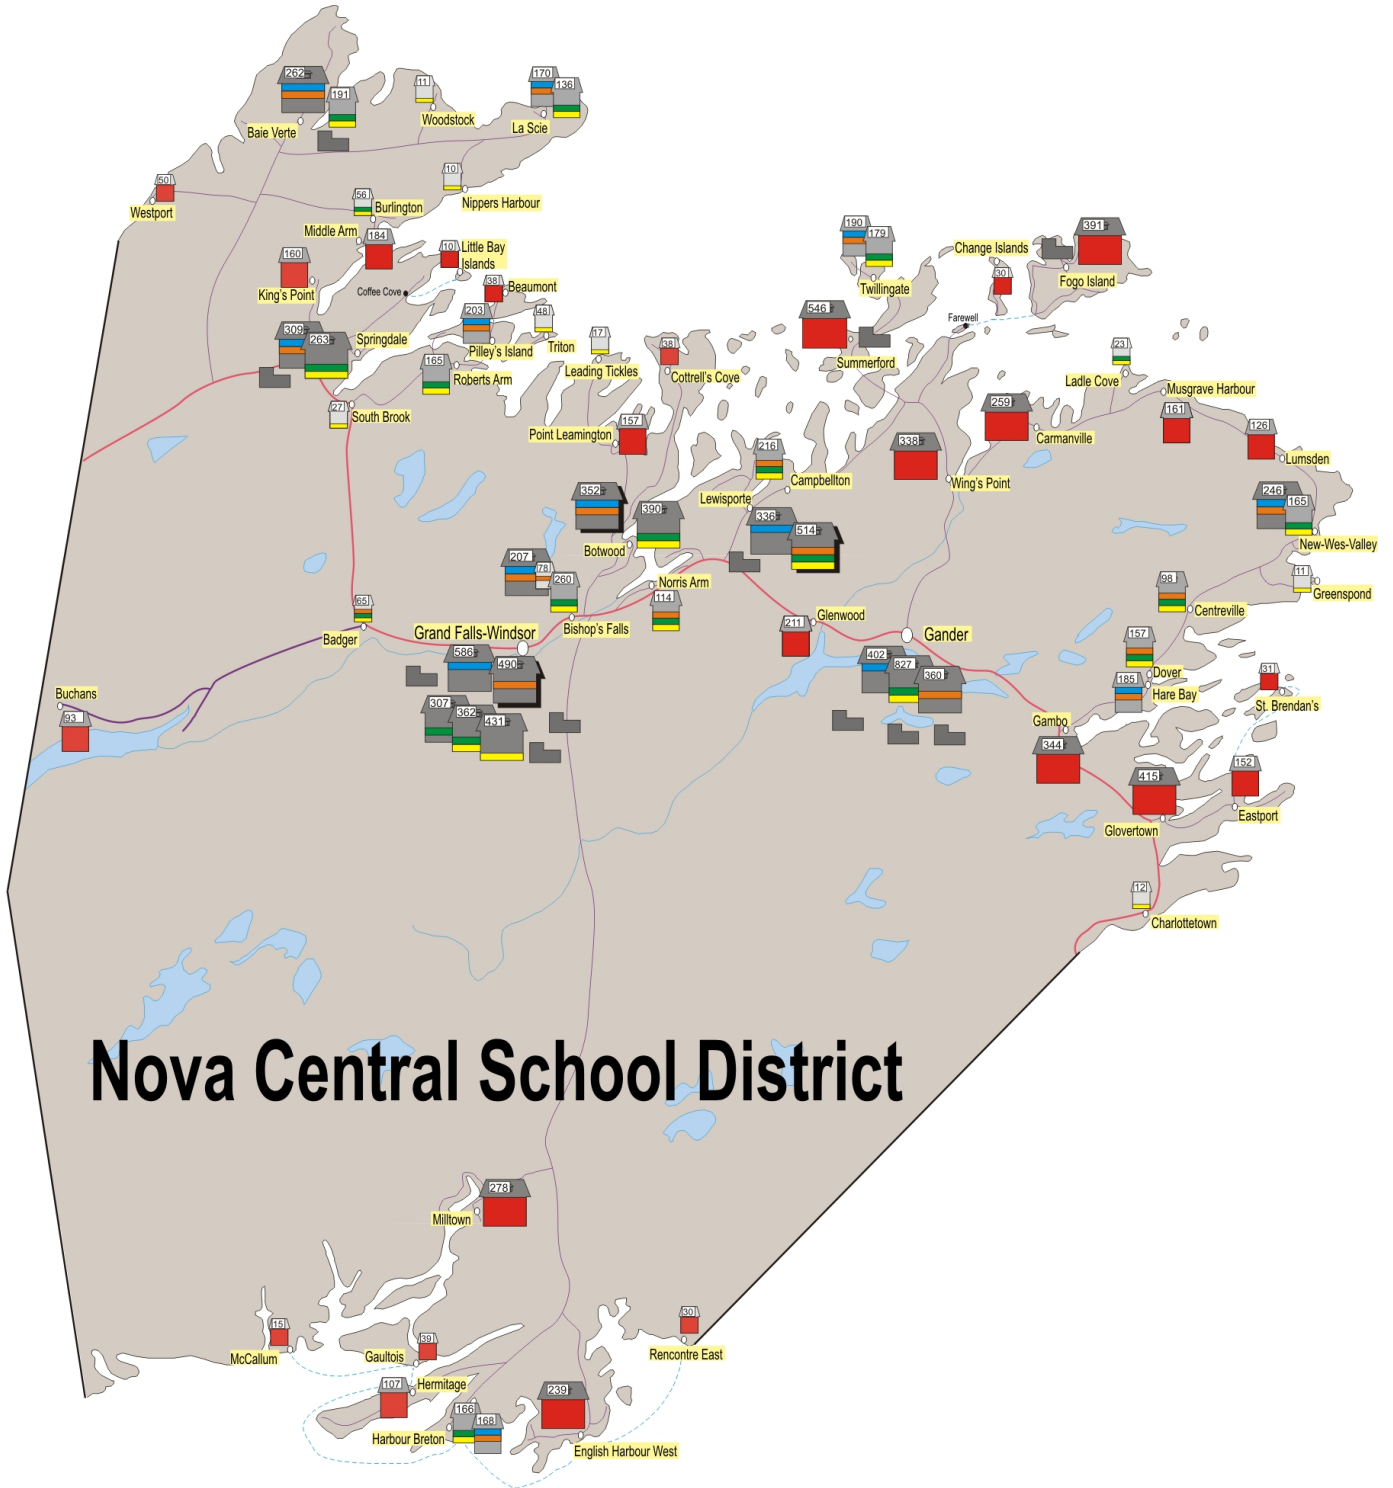 262
191
Baie Verte
11
Woodstock
170
136
La Scie
50
Westport
10
Nippers Harbour
56
Burlington
Middle Arm
184
10
Little Bay
Islands
160
King's Point
Coffee Cove
38
Beaumont
309
263
Springdale
203
Pilley's Island
48
Triton
165
Roberts Arm
27
South Brook
17
Leading Tickles
38
Cottrell's Cove
157
Point Leamington
190
179
Twillingate
Change Islands
30
391
Fogo Island
Farewell
546
Summerford
23
Ladle Cove
Musgrave Harbour
161
259
Carmanville
126
Lumsden
338
Wing's Point
216
Campbellton
Lewisporte
336
514
352
390
Botwood
246
165
New-Wes-Valley
11
Greenspond
207
78
260
Bishop's Falls
Norris Arm
114
98
Centreville
65
Badger
Grand Falls-Windsor
586
490
307
362
431
211
Glenwood
Gander
402
827
360
157
Dover
185
Hare Bay
31
St. Brendan's
Buchans
93
Gambo
344
415
Glovertown
152
Eastport
12
Charlottetown
Nova Central School District
278
Milltown
15
McCallum
39
Gaultois
107
Hermitage
30
Rencontre East
166
168
Harbour Breton
239
English Harbour West